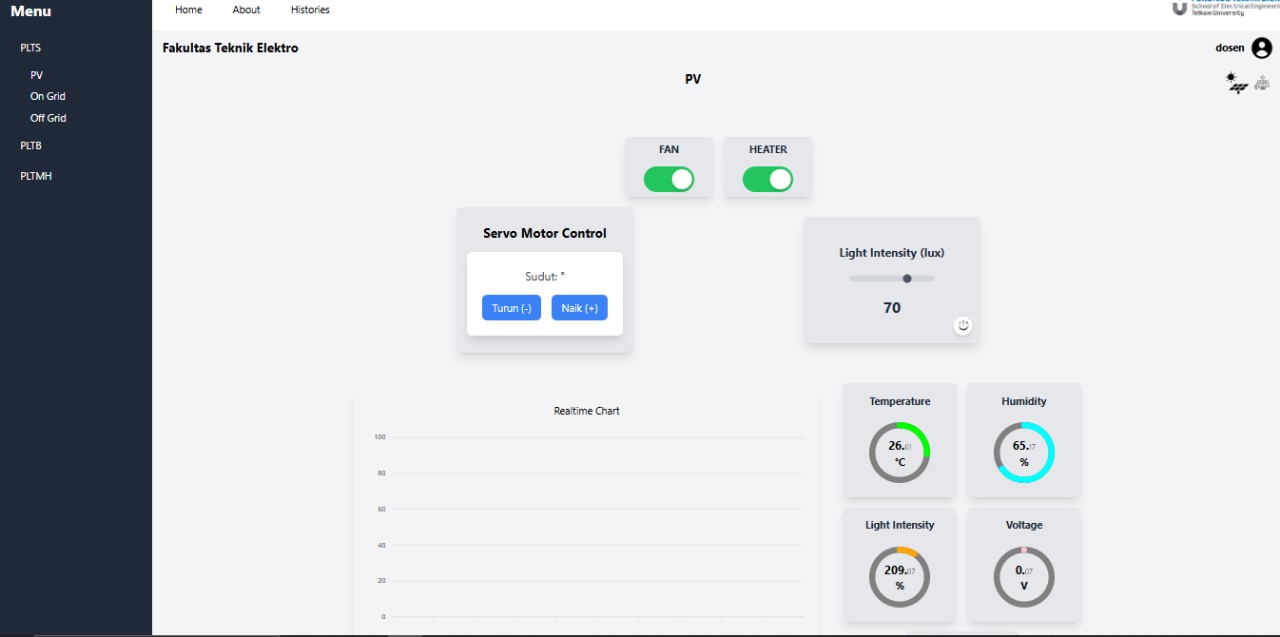 Menu
PLTS
PV
On Grid
Off Grid
PLTB
PLTMH
Home
About
Histories
School of Electrical Engineerin
Telkom University
Fakultas Teknik Elektro
dosen
PV
FAN
HEATER
Servo Motor Control
Sudut: °
Turun (-)
Naik (+)
Light Intensity (lux)
70
Realtime Chart
100
80
60
40
20
0
Temperature
26.61
°C
Humidity
65.17
%
Light Intensity
209.07
%
Voltage
0.07
V